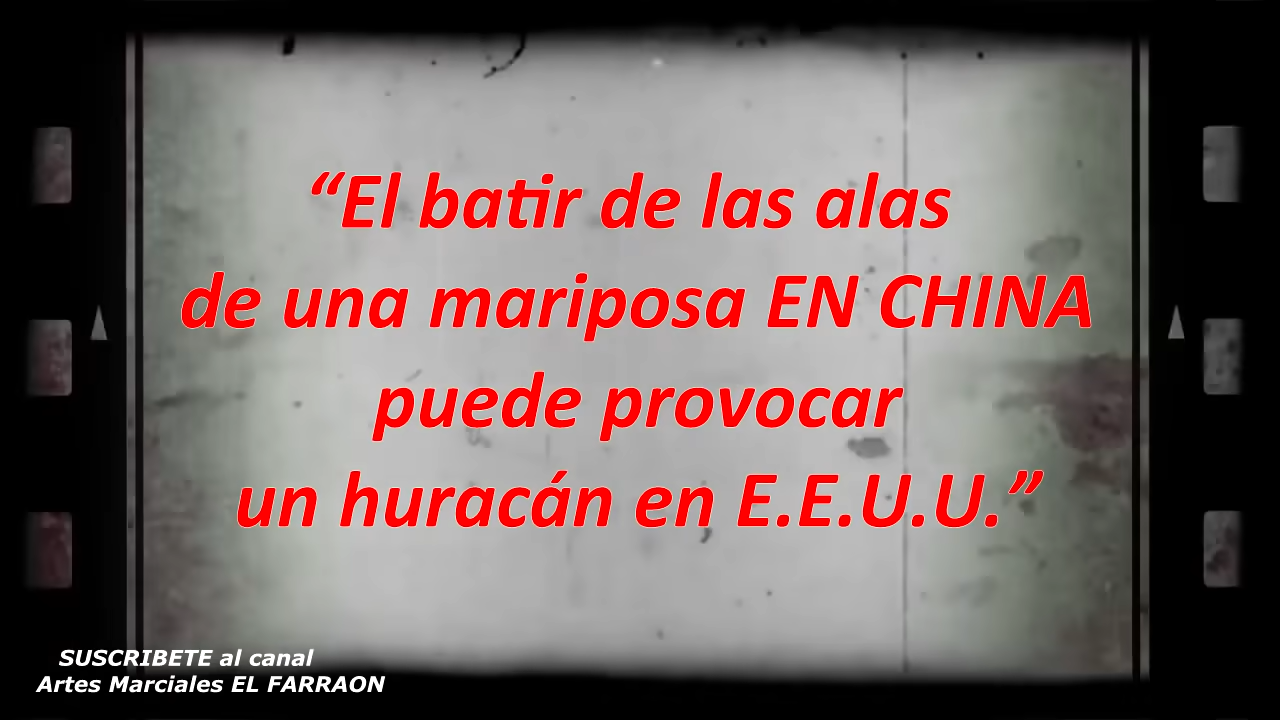 “El batir de las alas
de una mariposa EN CHINA
puede provocar
un huracán en E.E.U.U.”
SUSCRIBETE al canal
Artes Marciales EL FARRAON